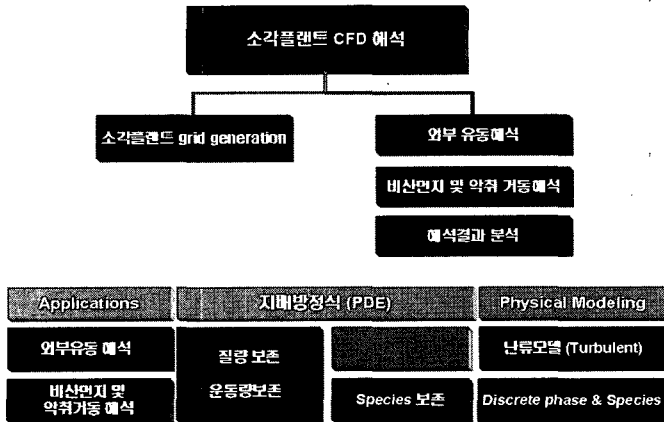 소각플랜트 CFD 해석
소각플랜드 grid generation
외부 유동해석
비산먼지 및 악취 거동해석
해석결과 분석
Applications
지배방정식 (PDE)
Physical Modeling
외부유동 해석
질량 보존
난류모델 (Turbulent)
비산먼지 및
악취거동 해석
운동량보존
Species 보존
Discrete phase & Species